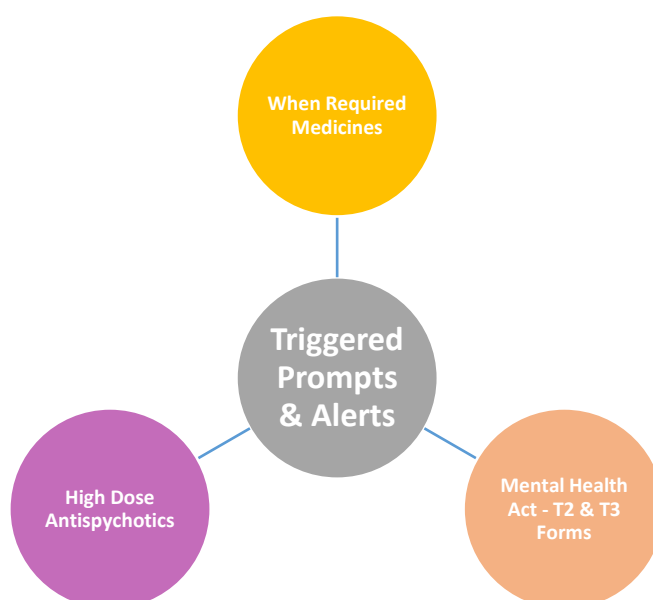 When Required
Medicines
Triggered
Prompts
& Alerts
High Dose
Antispychotics
Mental Health
Act - T2 & T3
Forms